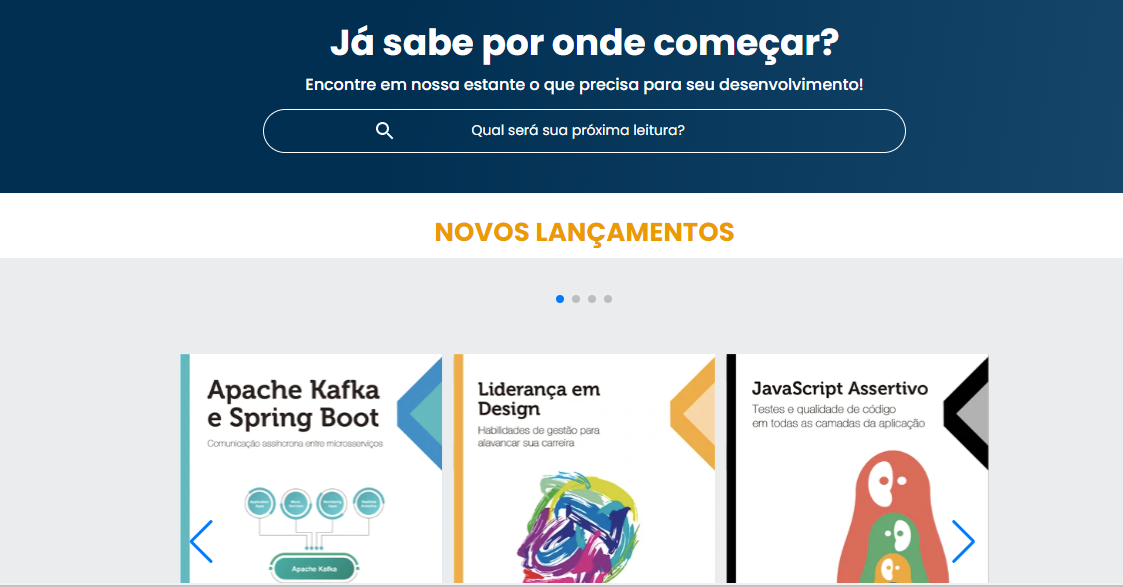 Já sabe por onde começar?
Encontre em nossa estante o que precisa para seu desenvolvimento!
Qual será sua próxima leitura?
NOVOS LANÇAMENTOS
Apache Kafka
e Spring Boot
Comunicação assíncrona entre microsserviços
Apache Kafka
Liderança em
Design
Habilidades de gestão para
alavancar sua carreira
JavaScript Assertivo
Testes e qualidade de código
em todas as camadas da aplicação